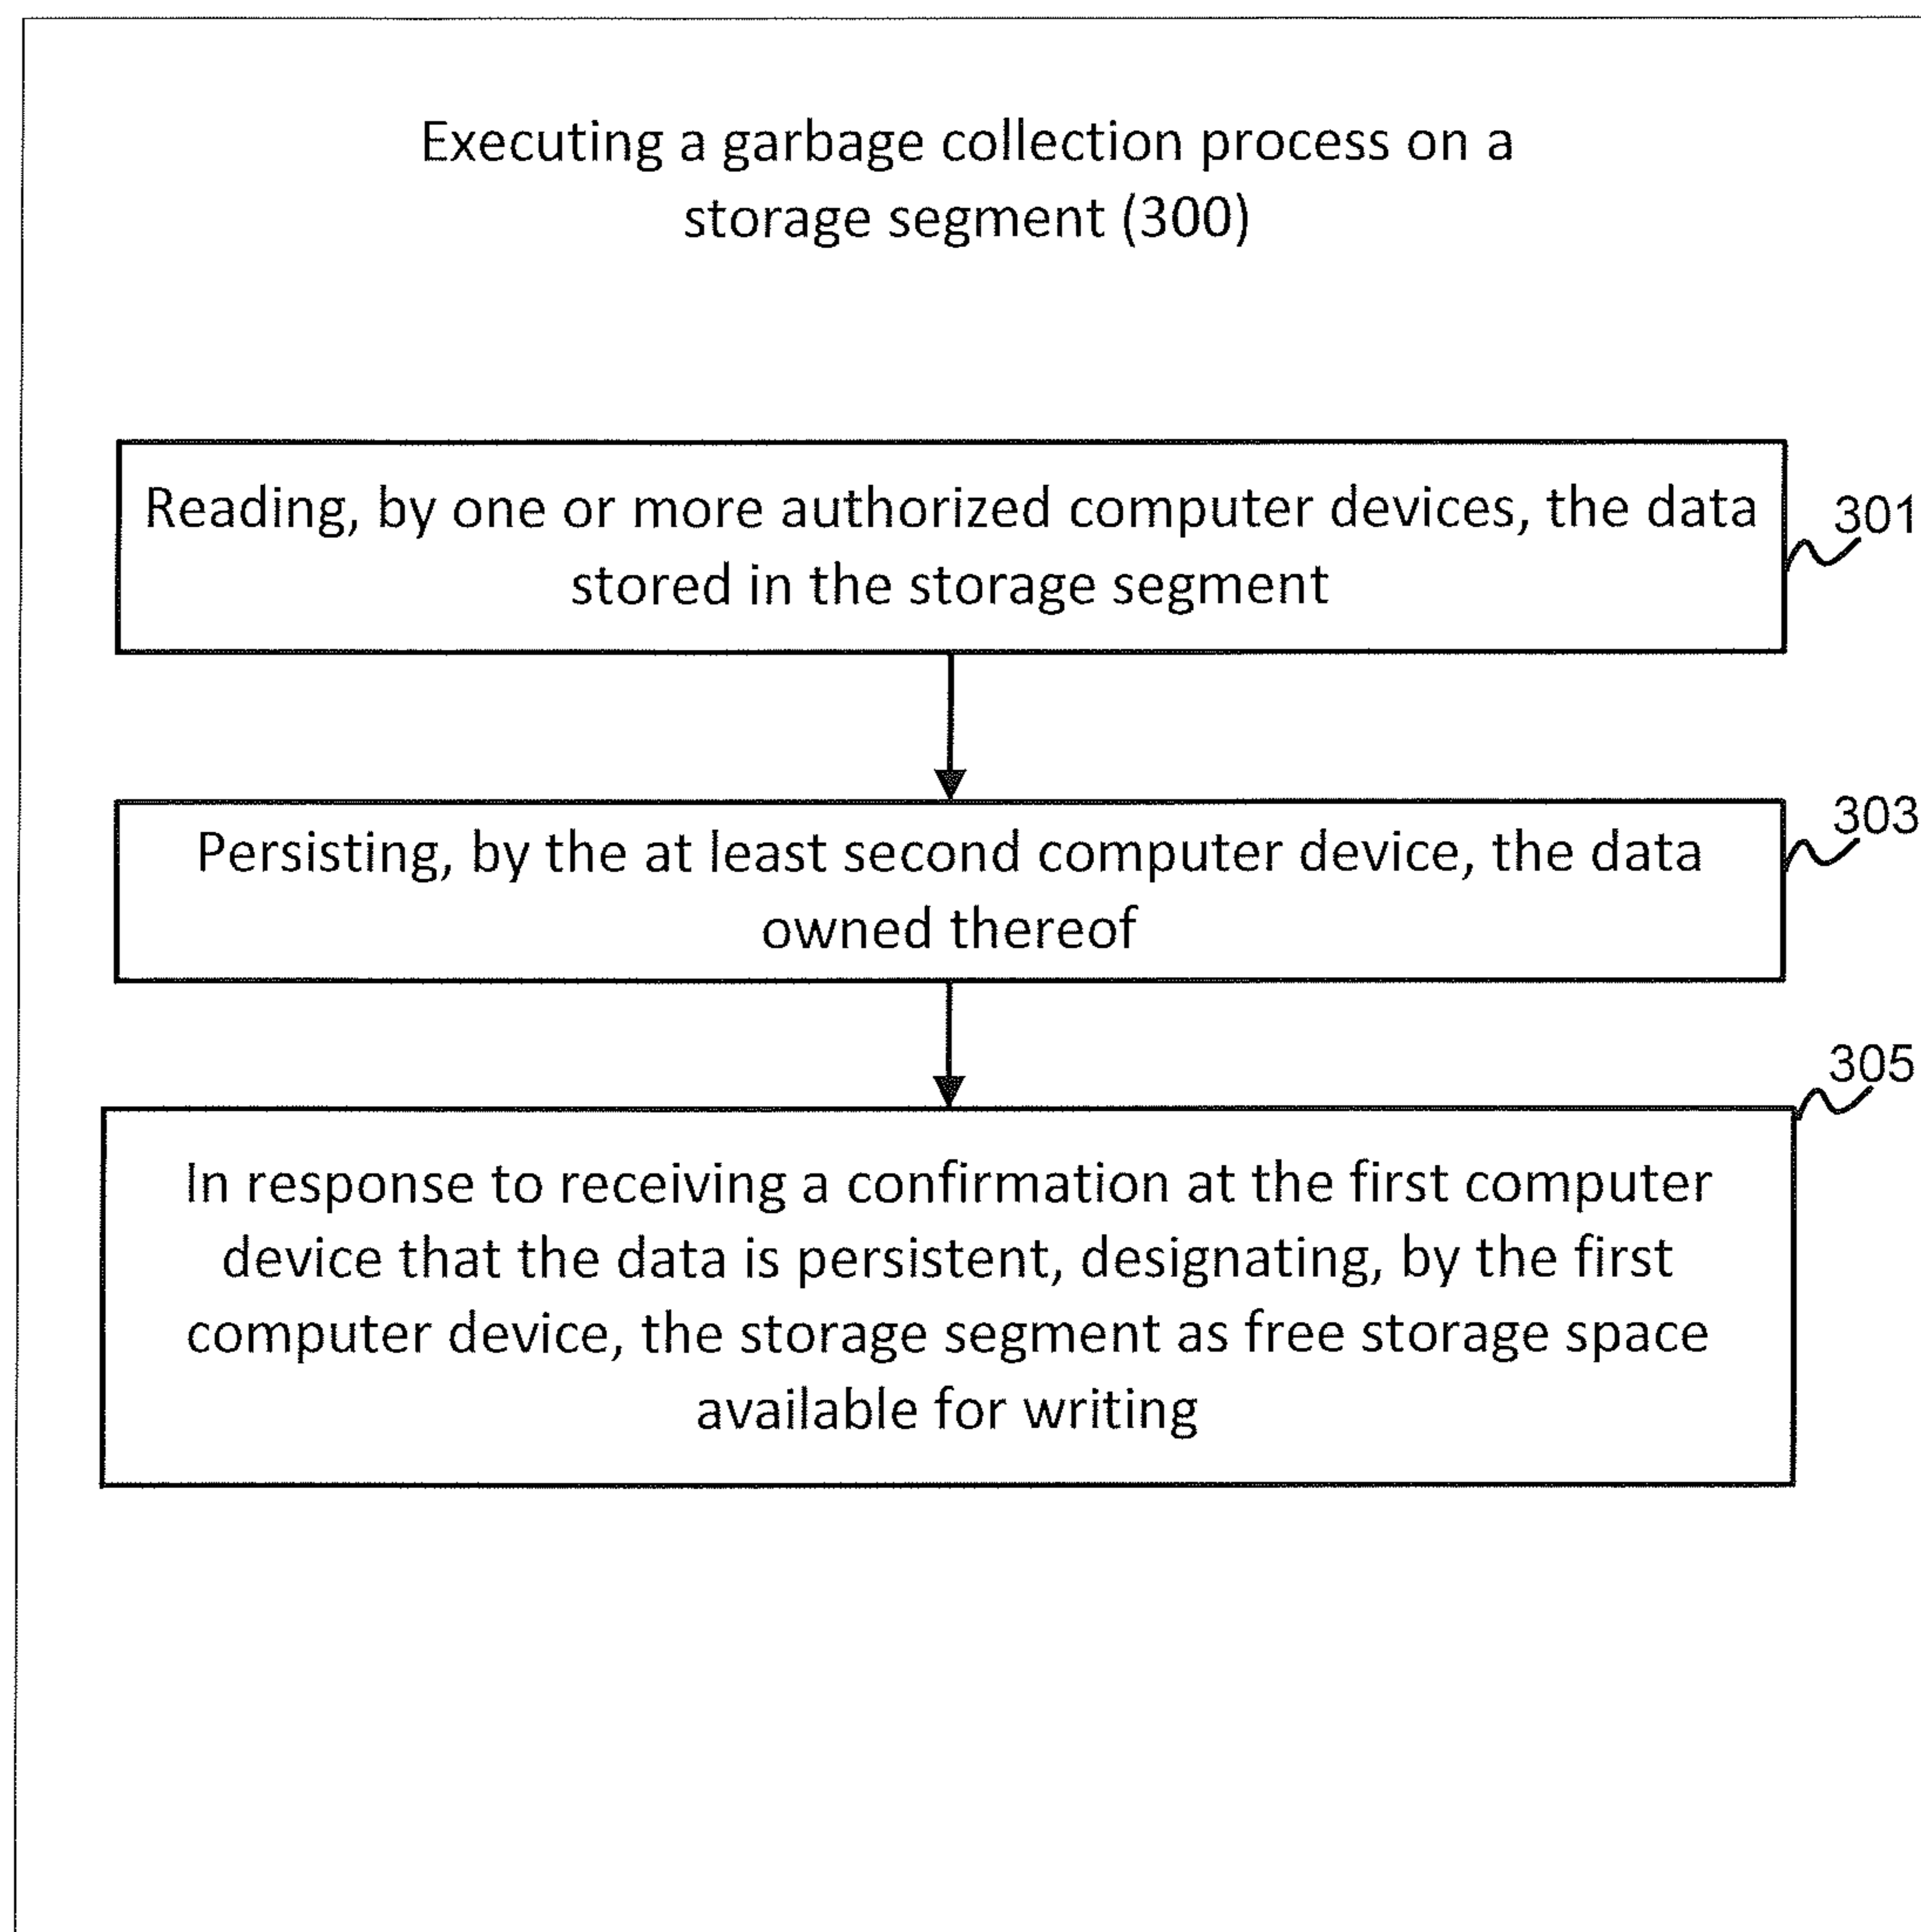 Executing a garbage collection process on a
storage segment (300)
Reading, by one or more authorized computer devices, the data
stored in the storage segment
301
Persisting, by the at least second computer device, the data
owned thereof
303
305
In response to receiving a confirmation at the first computer
device that the data is persistent, designating, by the first
computer device, the storage segment as free storage space
available for writing